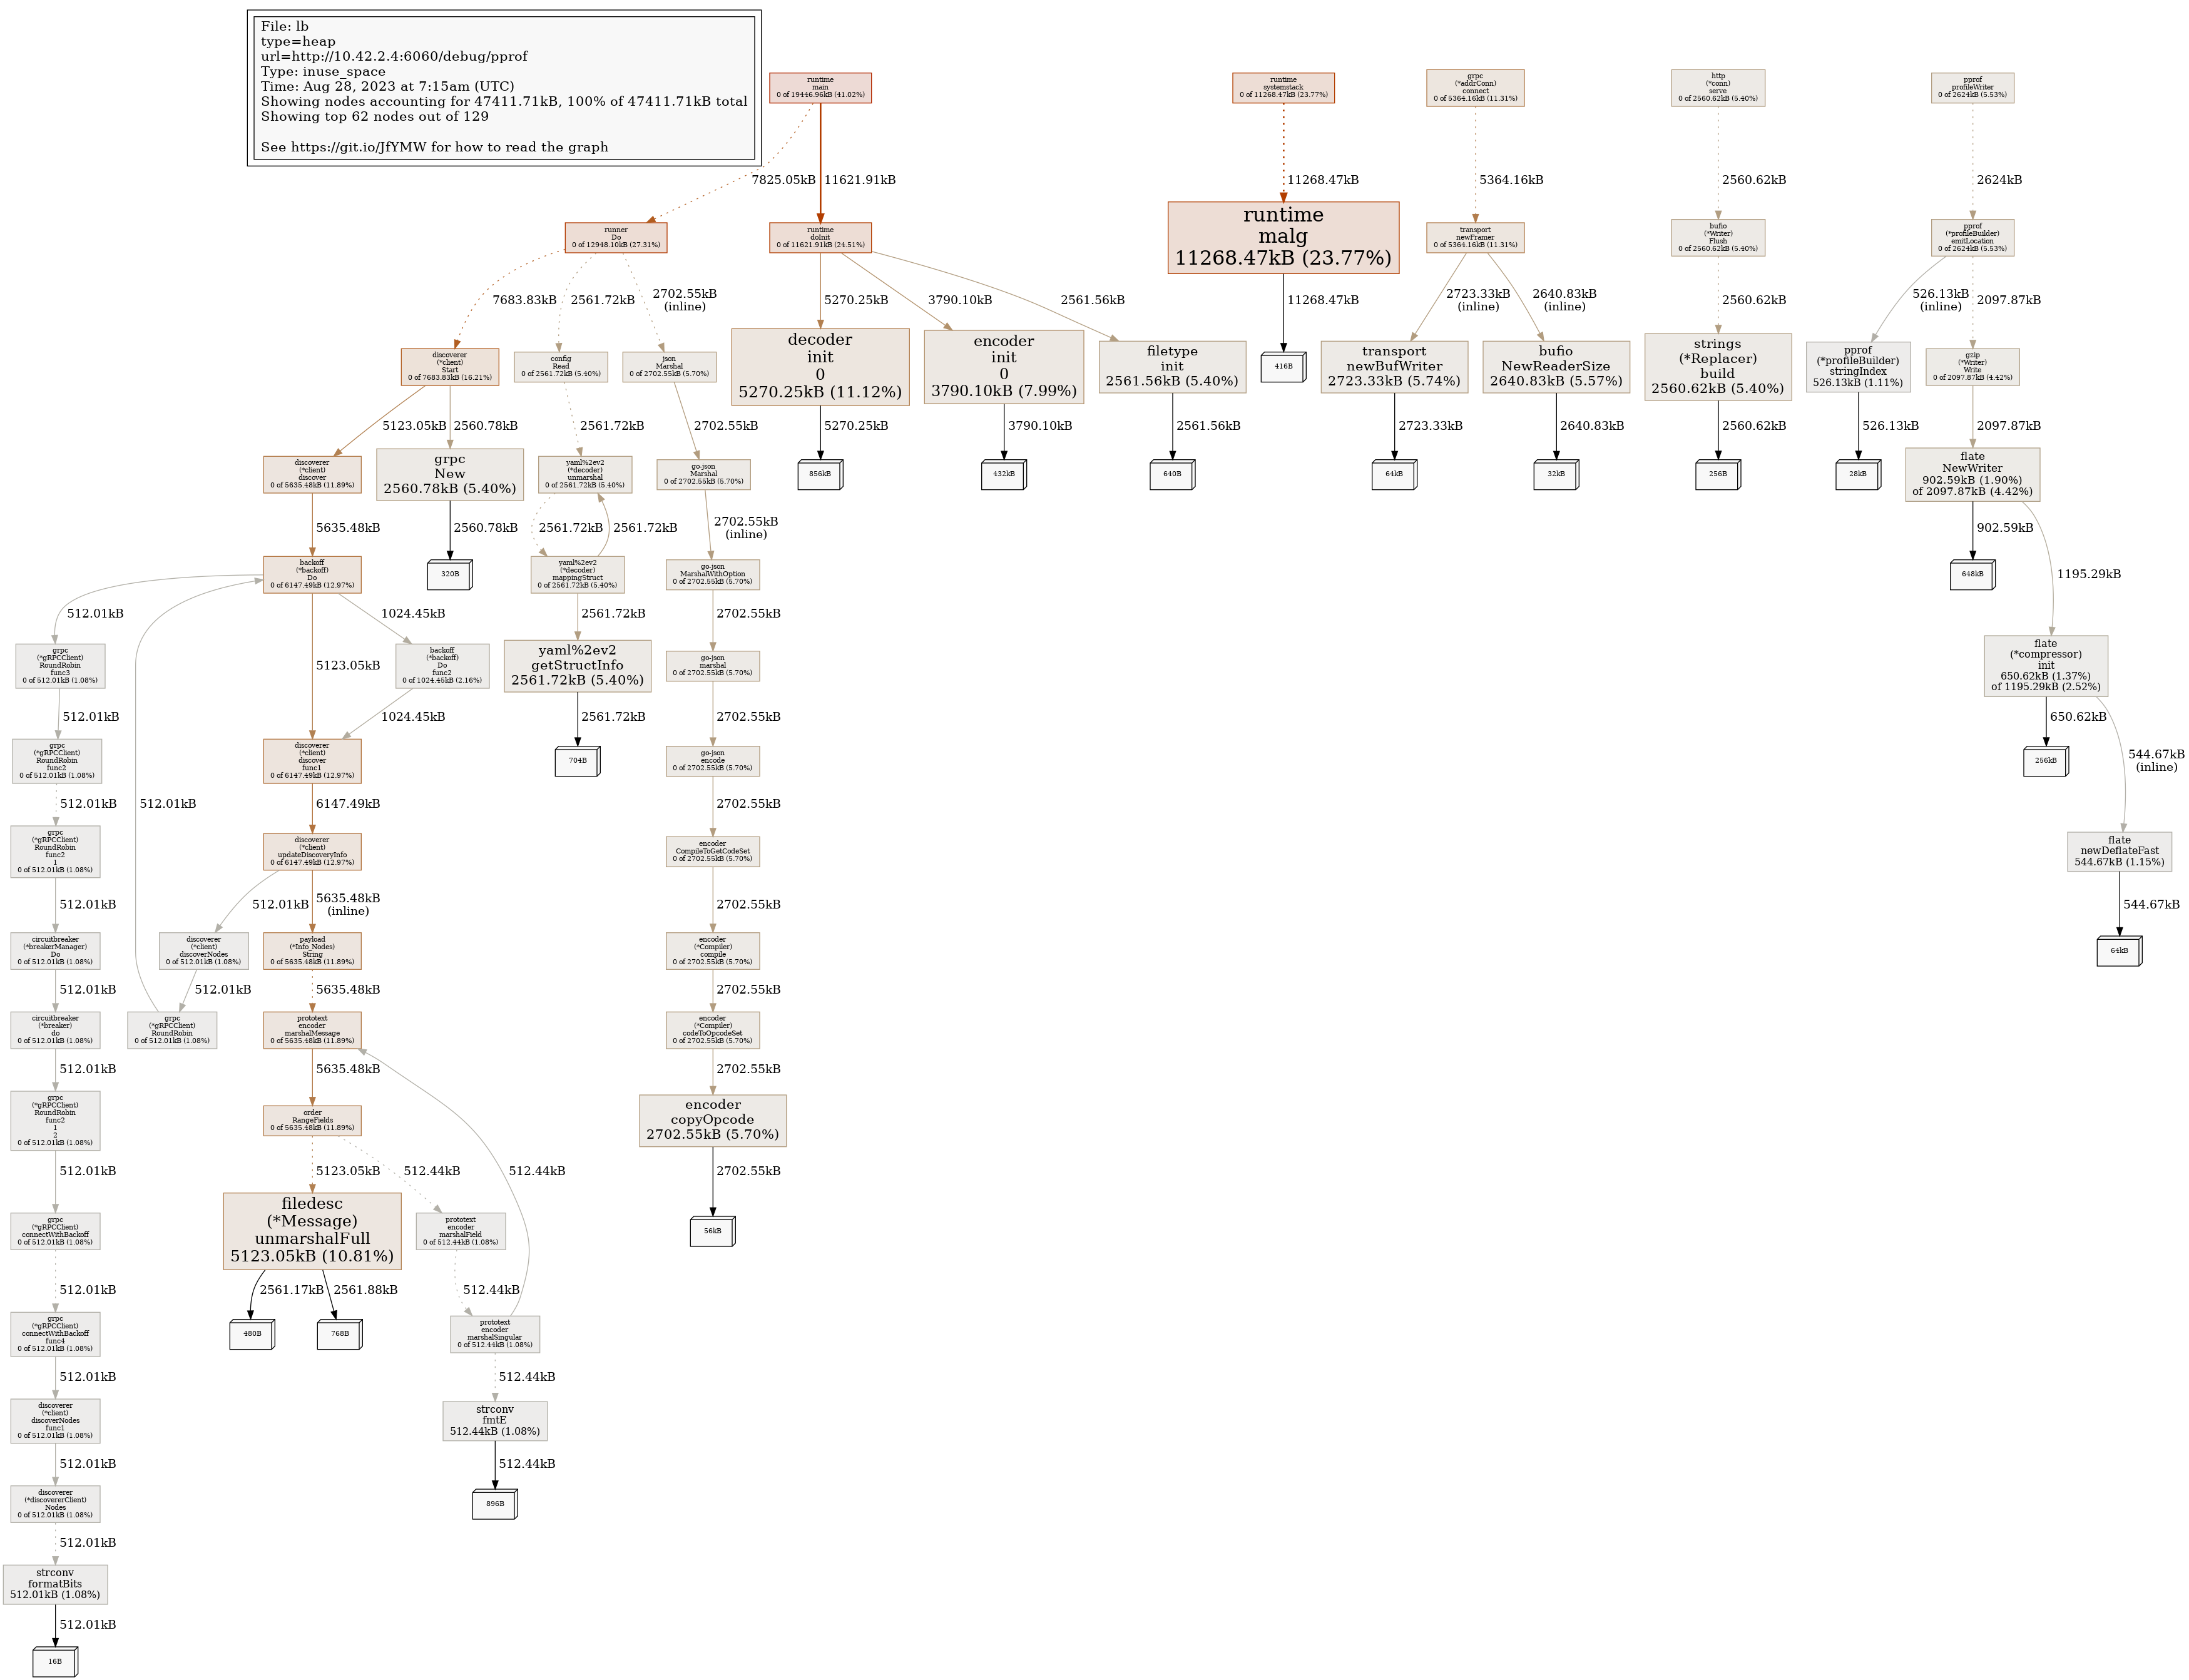 File: lb
type=heap
url=http://10.42.2.4:6060/debug/pprof
Type: inuse_space
Time: Aug 28, 2023 at 7:15am (UTC)
Showing nodes accounting for 47411.71kB, 100% of 47411.71kB total
Showing top 62 nodes out of 129
See https://git.io/JfYMW for how to read the graph
runtime
main
0 of 19446.96kB (41.02%)
runtime
systemstack
0 of 11268.47kB (23.77%)
grpc
(*addrConn)
connect
0 of 5364.16kB (11.31%)
http
(*conn)
serve
0 of 2560.62kB (5.40%)
pprof
profileWriter
0 of 2624kB (5.53%)
7825.05kB
11621.91kB
11268.47kB
5364.16kB
2560.62kB
2624kB
runner
Do
0 of 12948.10kB (27.31%)
runtime
doInit
0 of 11621.91kB (24.51%)
runtime
malg
11268.47kB (23.77%)
transport
newFramer
0 of 5364.16kB (11.31%)
bufio
(*Writer)
Flush
0 of 2560.62kB (5.40%)
pprof
(*profileBuilder)
emitLocation
0 of 2624kB (5.53%)
7683.83kB
2561.72kB
2702.55kB
(inline)
5270.25kB
3790.10kB
2561.56kB
11268.47kB
2723.33kB
(inline)
2640.83kB
(inline)
2560.62kB
526.13kB
(inline)
2097.87kB
discoverer
(*client)
Start
0 of 7683.83kB (16.21%)
config
Read
0 of 2561.72kB (5.40%)
json
Marshal
0 of 2702.55kB (5.70%)
decoder
init
0
5270.25kB (11.12%)
encoder
init
0
3790.10kB (7.99%)
filetype
init
2561.56kB (5.40%)
416B
transport
newBufWriter
2723.33kB (5.74%)
bufio
NewReaderSize
2640.83kB (5.57%)
strings
(*Replacer)
build
2560.62kB (5.40%)
pprof
(*profileBuilder)
stringIndex
526.13kB (1.11%)
gzip
(*Writer)
Write
0 of 2097.87kB (4.42%)
5123.05kB
2560.78kB
2561.72kB
2702.55kB
5270.25kB
3790.10kB
2561.56kB
2723.33kB
2640.83kB
2560.62kB
526.13kB
2097.87kB
discoverer
(*client)
discover
0 of 5635.48kB (11.89%)
grpc
New
2560.78kB (5.40%)
yaml%2ev2
(*decoder)
unmarshal
0 of 2561.72kB (5.40%)
go-json
Marshal
0 of 2702.55kB (5.70%)
856kB
432kB
640B
64kB
32kB
256B
28kB
flate
NewWriter
902.59kB (1.90%)
of 2097.87kB (4.42%)
5635.48kB
2560.78kB
2561.72kB
2561.72kB
2702.55kB
(inline)
902.59kB
1195.29kB
backoff
(*backoff)
Do
0 of 6147.49kB (12.97%)
320B
yaml%2ev2
(*decoder)
mappingStruct
0 of 2561.72kB (5.40%)
go-json
MarshalWithOption
0 of 2702.55kB (5.70%)
648kB
512.01kB
5123.05kB
1024.45kB
2561.72kB
2702.55kB
grpc
(*gRPCClient)
RoundRobin
func3
0 of 512.01kB (1.08%)
backoff
(*backoff)
Do
func2
0 of 1024.45kB (2.16%)
yaml%2ev2
getStructInfo
2561.72kB (5.40%)
go-json
marshal
0 of 2702.55kB (5.70%)
flate
(*compressor)
init
650.62kB (1.37%)
of 1195.29kB (2.52%)
512.01kB
1024.45kB
2561.72kB
2702.55kB
650.62kB
544.67kB
(inline)
grpc
(*gRPCClient)
RoundRobin
func2
0 of 512.01kB (1.08%)
discoverer
(*client)
discover
func1
0 of 6147.49kB (12.97%)
704B
go-json
encode
0 of 2702.55kB (5.70%)
256kB
512.01kB
512.01kB
6147.49kB
2702.55kB
grpc
(*gRPCClient)
RoundRobin
func2
1
0 of 512.01kB (1.08%)
discoverer
(*client)
updateDiscoveryInfo
0 of 6147.49kB (12.97%)
encoder
CompileToGetCodeSet
0 of 2702.55kB (5.70%)
flate
newDeflateFast
544.67kB (1.15%)
512.01kB
512.01kB
5635.48kB
(inline)
2702.55kB
544.67kB
circuitbreaker
(*breakerManager)
Do
0 of 512.01kB (1.08%)
discoverer
(*client)
discoverNodes
0 of 512.01kB (1.08%)
payload
(*Info_Nodes)
String
0 of 5635.48kB (11.89%)
encoder
(*Compiler)
compile
0 of 2702.55kB (5.70%)
64kB
512.01kB
512.01kB
5635.48kB
2702.55kB
circuitbreaker
(*breaker)
do
0 of 512.01kB (1.08%)
grpc
(*gRPCClient)
RoundRobin
0 of 512.01kB (1.08%)
prototext
encoder
marshalMessage
0 of 5635.48kB (11.89%)
encoder
(*Compiler)
codeToOpcodeSet
0 of 2702.55kB (5.70%)
512.01kB
5635.48kB
2702.55kB
grpc
(*gRPCClient)
RoundRobin
func2
1
2
0 of 512.01kB (1.08%)
order
RangeFields
0 of 5635.48kB (11.89%)
encoder
copyOpcode
2702.55kB (5.70%)
512.01kB
5123.05kB
512.44kB
512.44kB
2702.55kB
grpc
(*gRPCClient)
connectWithBackoff
0 of 512.01kB (1.08%)
filedesc
(*Message)
unmarshalFull
5123.05kB (10.81%)
prototext
encoder
marshalField
0 of 512.44kB (1.08%)
56kB
512.01kB
2561.17kB
2561.88kB
512.44kB
grpc
(*gRPCClient)
connectWithBackoff
func4
0 of 512.01kB (1.08%)
480B
768B
prototext
encoder
marshalSingular
0 of 512.44kB (1.08%)
512.01kB
512.44kB
discoverer
(*client)
discoverNodes
func1
0 of 512.01kB (1.08%)
strconv
fmtE
512.44kB (1.08%)
512.01kB
512.44kB
discoverer
(*discovererClient)
Nodes
0 of 512.01kB (1.08%)
896B
512.01kB
strconv
formatBits
512.01kB (1.08%)
512.01kB
16B